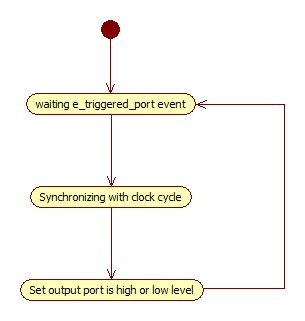 waiting e_triggered_port event
Synchronizing with clock cycle
Set output port is high or low level